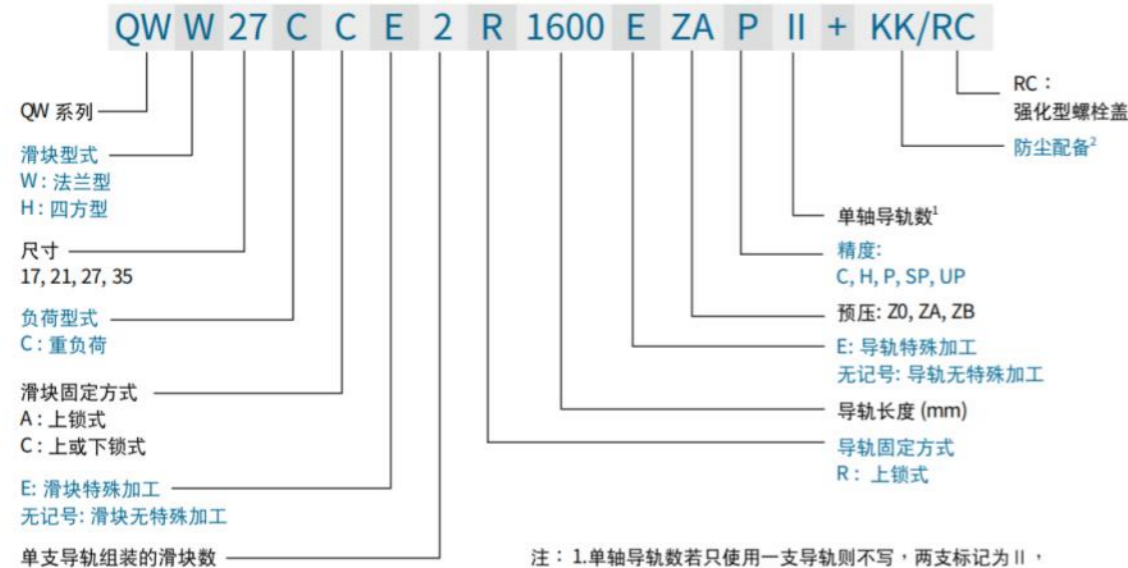 QW W 27 C C E 2 R 1600 E ZA P II + KK/RC
QW 系列
滑块型式
W : 法兰型
H : 四方型
尺寸
17, 21, 27, 35
负荷型式
C : 重负荷
滑块固定方式
A : 上锁式
C : 上或下锁式
E: 滑块特殊加工
无记号: 滑块无特殊加工
单支导轨组装的滑块数
RC :
强化型螺栓盖
防尘配备²
单轴导轨数¹
精度:
C, H, P, SP, UP
预压: Z0, ZA, ZB
E: 导轨特殊加工
无记号: 导轨无特殊加工
导轨长度 (mm)
导轨固定方式
R : 上锁式
注 : 1.单轴导轨数若只使用一支导轨则不写，两支标记为II，